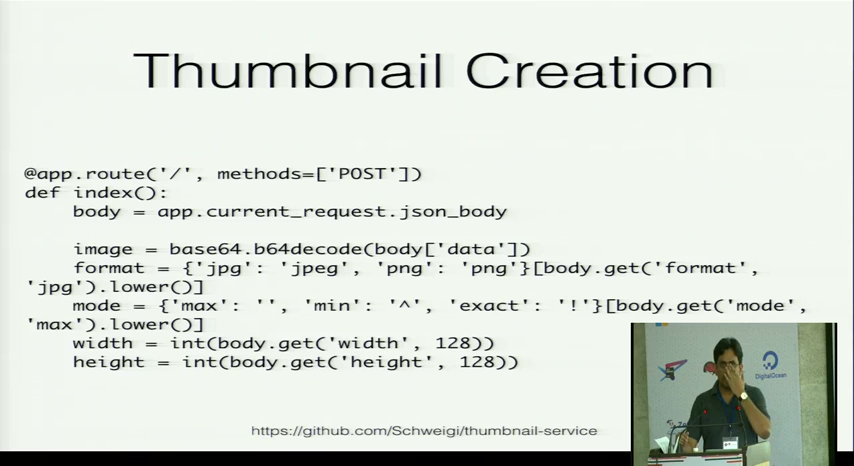 Thumbnail Creation
@app.route('/', methods=['POST'])
def index():
    body = app.current_request.json_body
    image = base64.b64decode(body['data'])
    format = {'jpg': 'jpeg', 'png': 'png'}[body.get('format',
'jpg').lower()]
    mode = {'max': '', 'min': '^', 'exact': '!'}[body.get('mode',
'max').lower()]
    width = int(body.get('width', 128))
    height = int(body.get('height', 128))
https://github.com/Schweigi/thumbnail-service
DigitalOcean